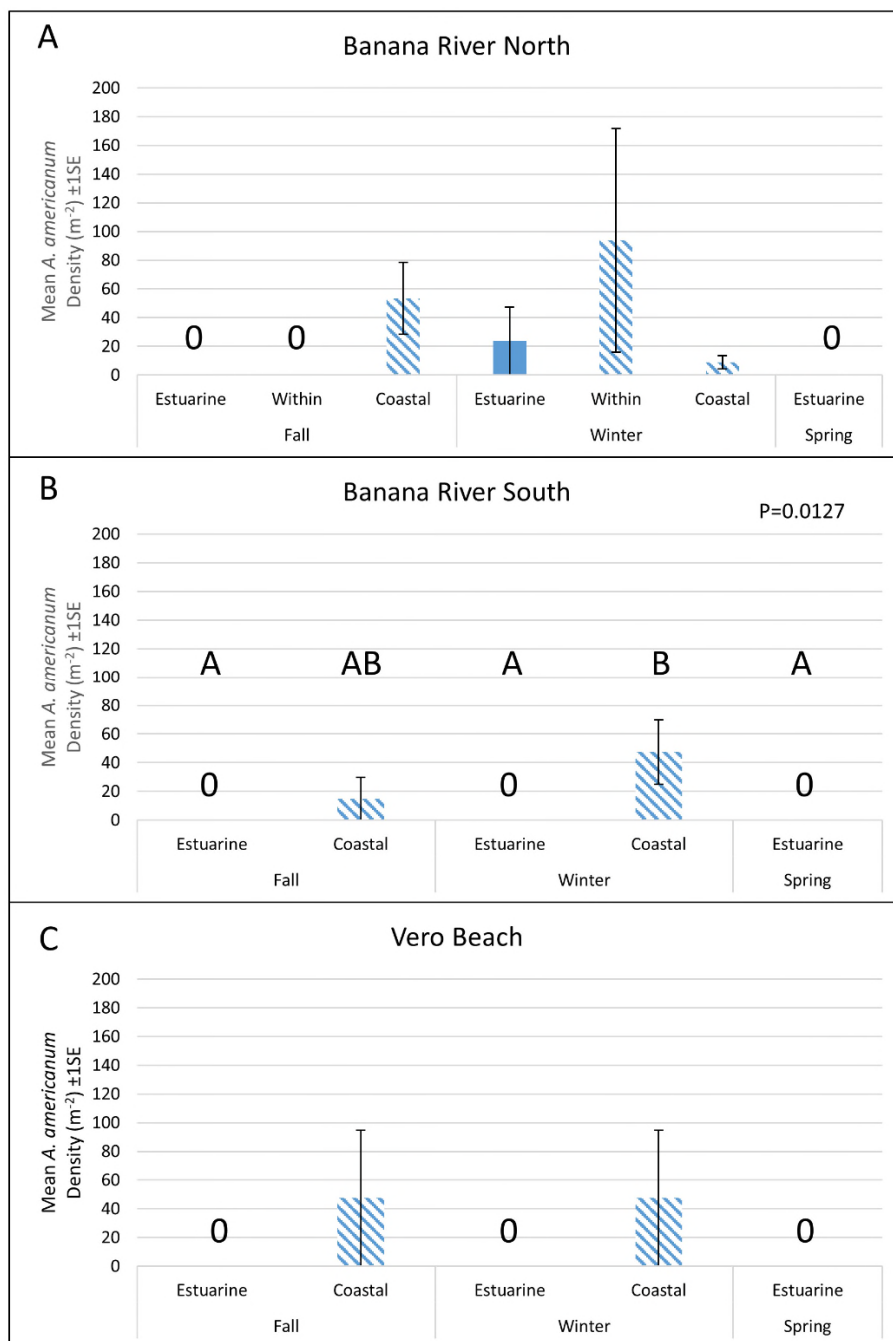 A
Banana River North
Mean A. americanum
Density (m⁻²) ±1SE
200
180
160
140
120
100
80
60
40
20
0
0 0 0
Estuarine Within Coastal Estuarine Within Coastal Estuarine
Fall Winter Spring
B
Banana River South
P=0.0127
Mean A. americanum
Density (m⁻²) ±1SE
200
180
160
140
120
100
80
60
40
20
0
A AB A B A
0 0 0
Estuarine Coastal Estuarine Coastal Estuarine
Fall Winter Spring
C
Vero Beach
Mean A. americanum
Density (m⁻²) ±1SE
200
180
160
140
120
100
80
60
40
20
0
0 0 0
Estuarine Coastal Estuarine Coastal Estuarine
Fall Winter Spring